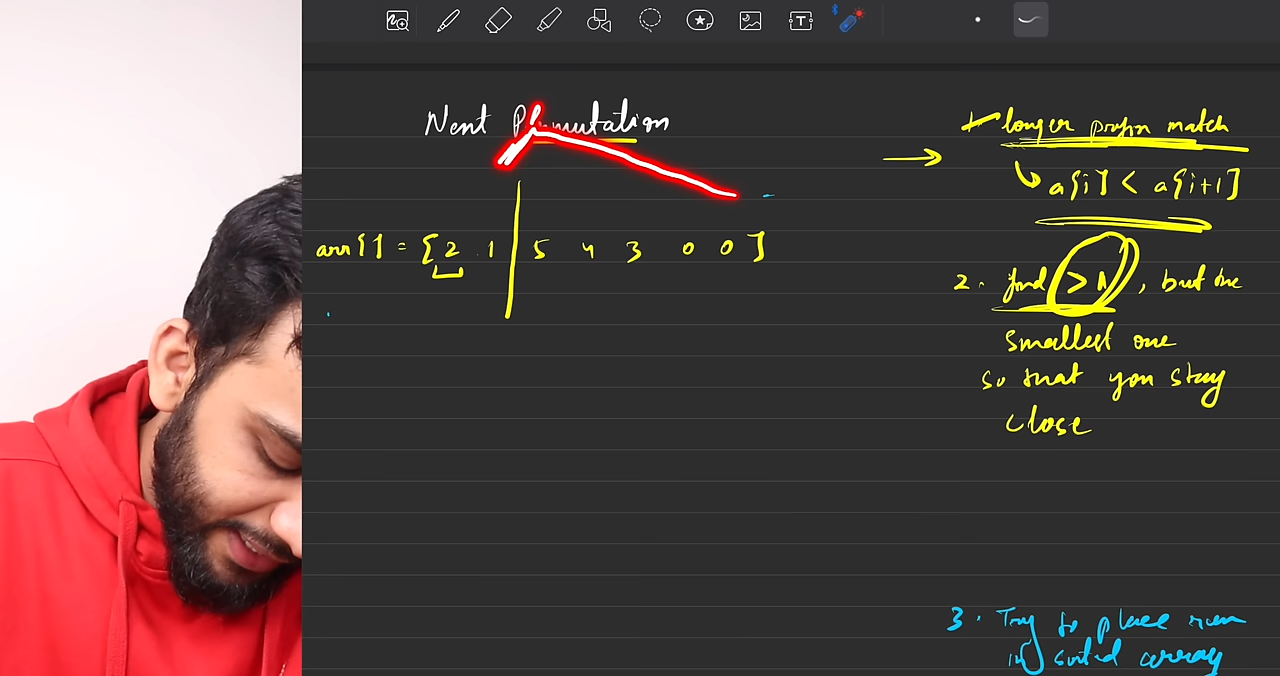 Next Permutation
arr[] = [2 1 5 4 3 0 0]
longer prefix match
a[i] < a[i+1]
2. find > 1, but the
smallest one
so that you stay
close
3. Try to place rem
in sorted array